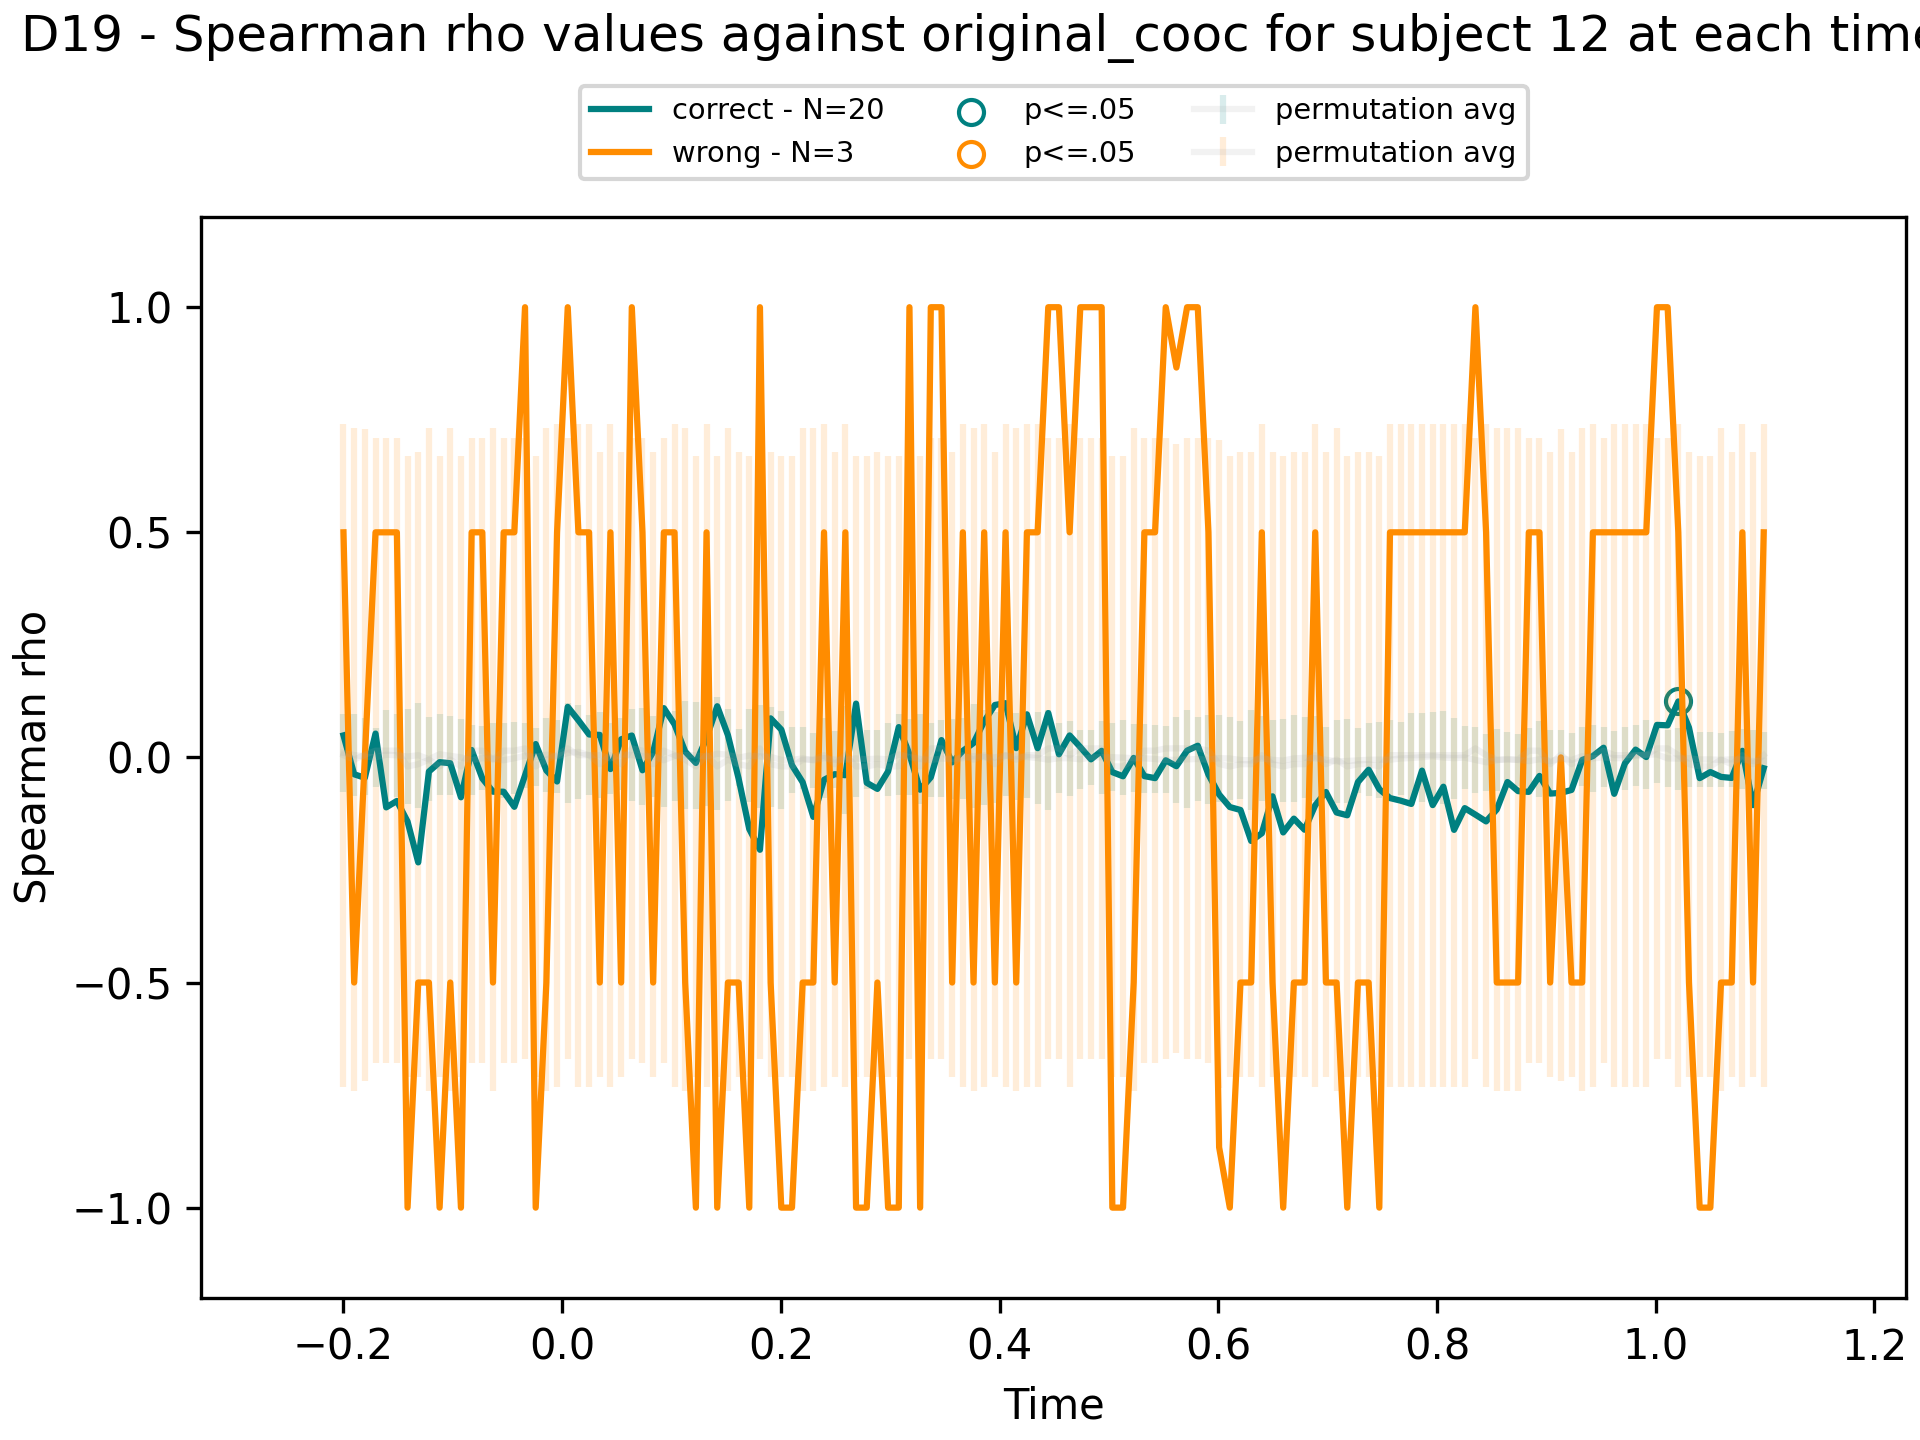 D19 - Spearman rho values against original_cooc for subject 12 at each
correct - N=20 p<=.05 permutation avg
wrong - N=3 p<=.05 permutation avg
1.0
0.5
0.0
−0.5
−1.0
Spearman rho
−0.2 0.0 0.2 0.4 0.6 0.8 1.0 1.2
Time